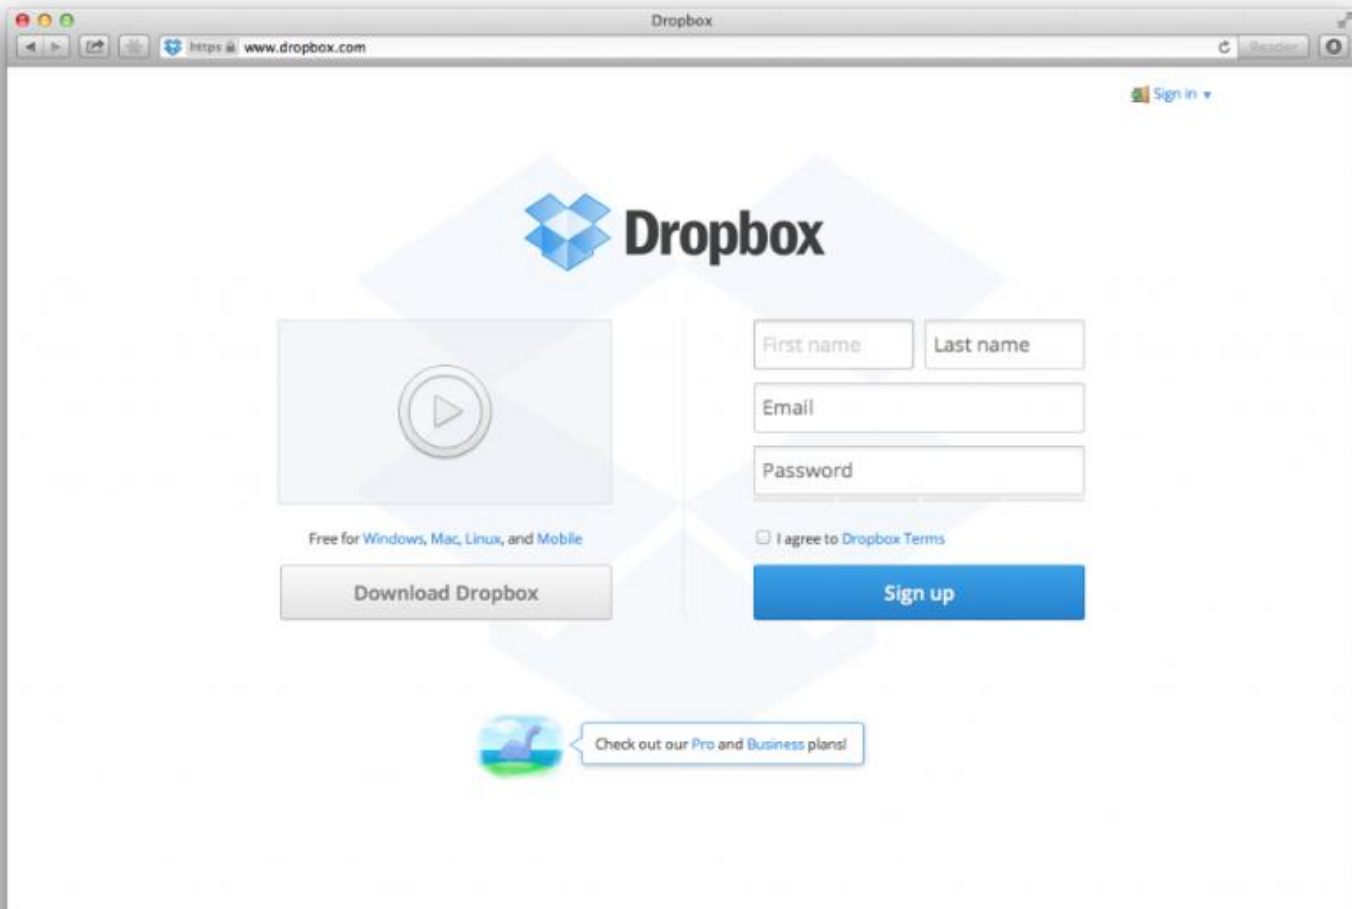 Dropbox
https www.dropbox.com
Reader
Sign in
Dropbox
First name Last name
Email
Password
Free for Windows, Mac, Linux, and Mobile
I agree to Dropbox Terms
Download Dropbox
Sign up
Check out our Pro and Business plans!